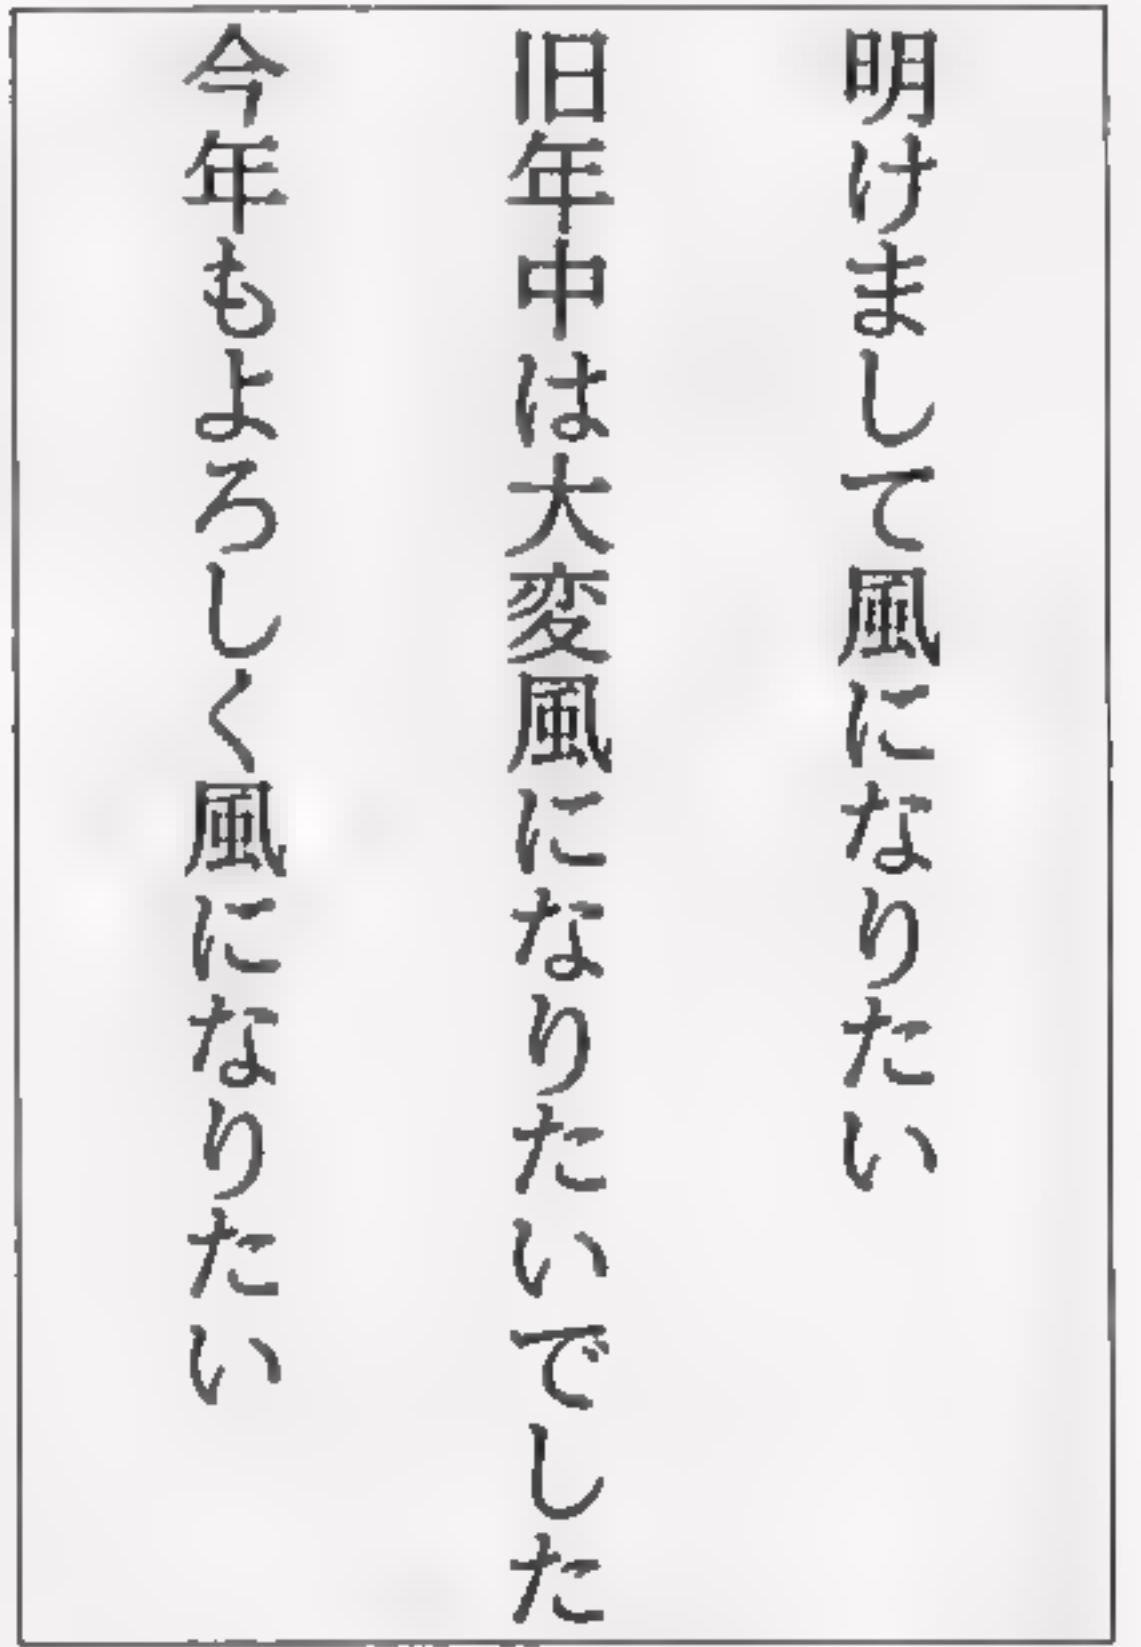 明けまして風になりたい
旧年中は大変風になりたいでした
今年もよろしく風になりたい